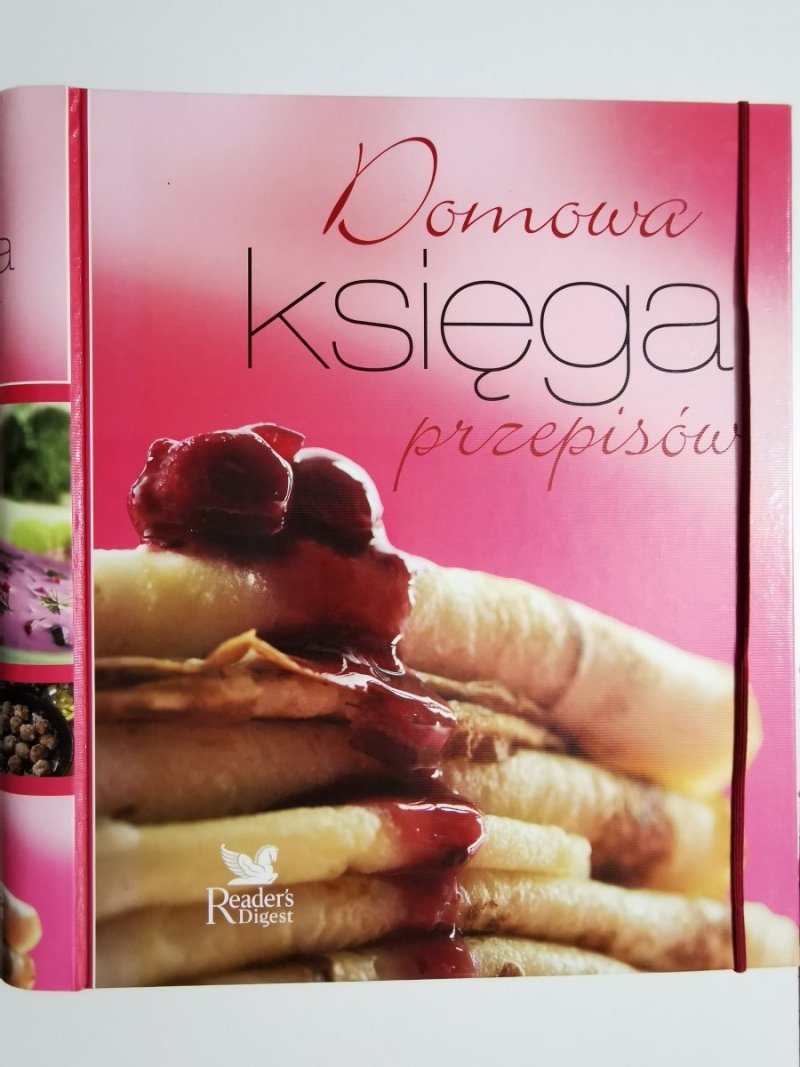 Domowa
księga
przepisów
Reader's
Digest
a